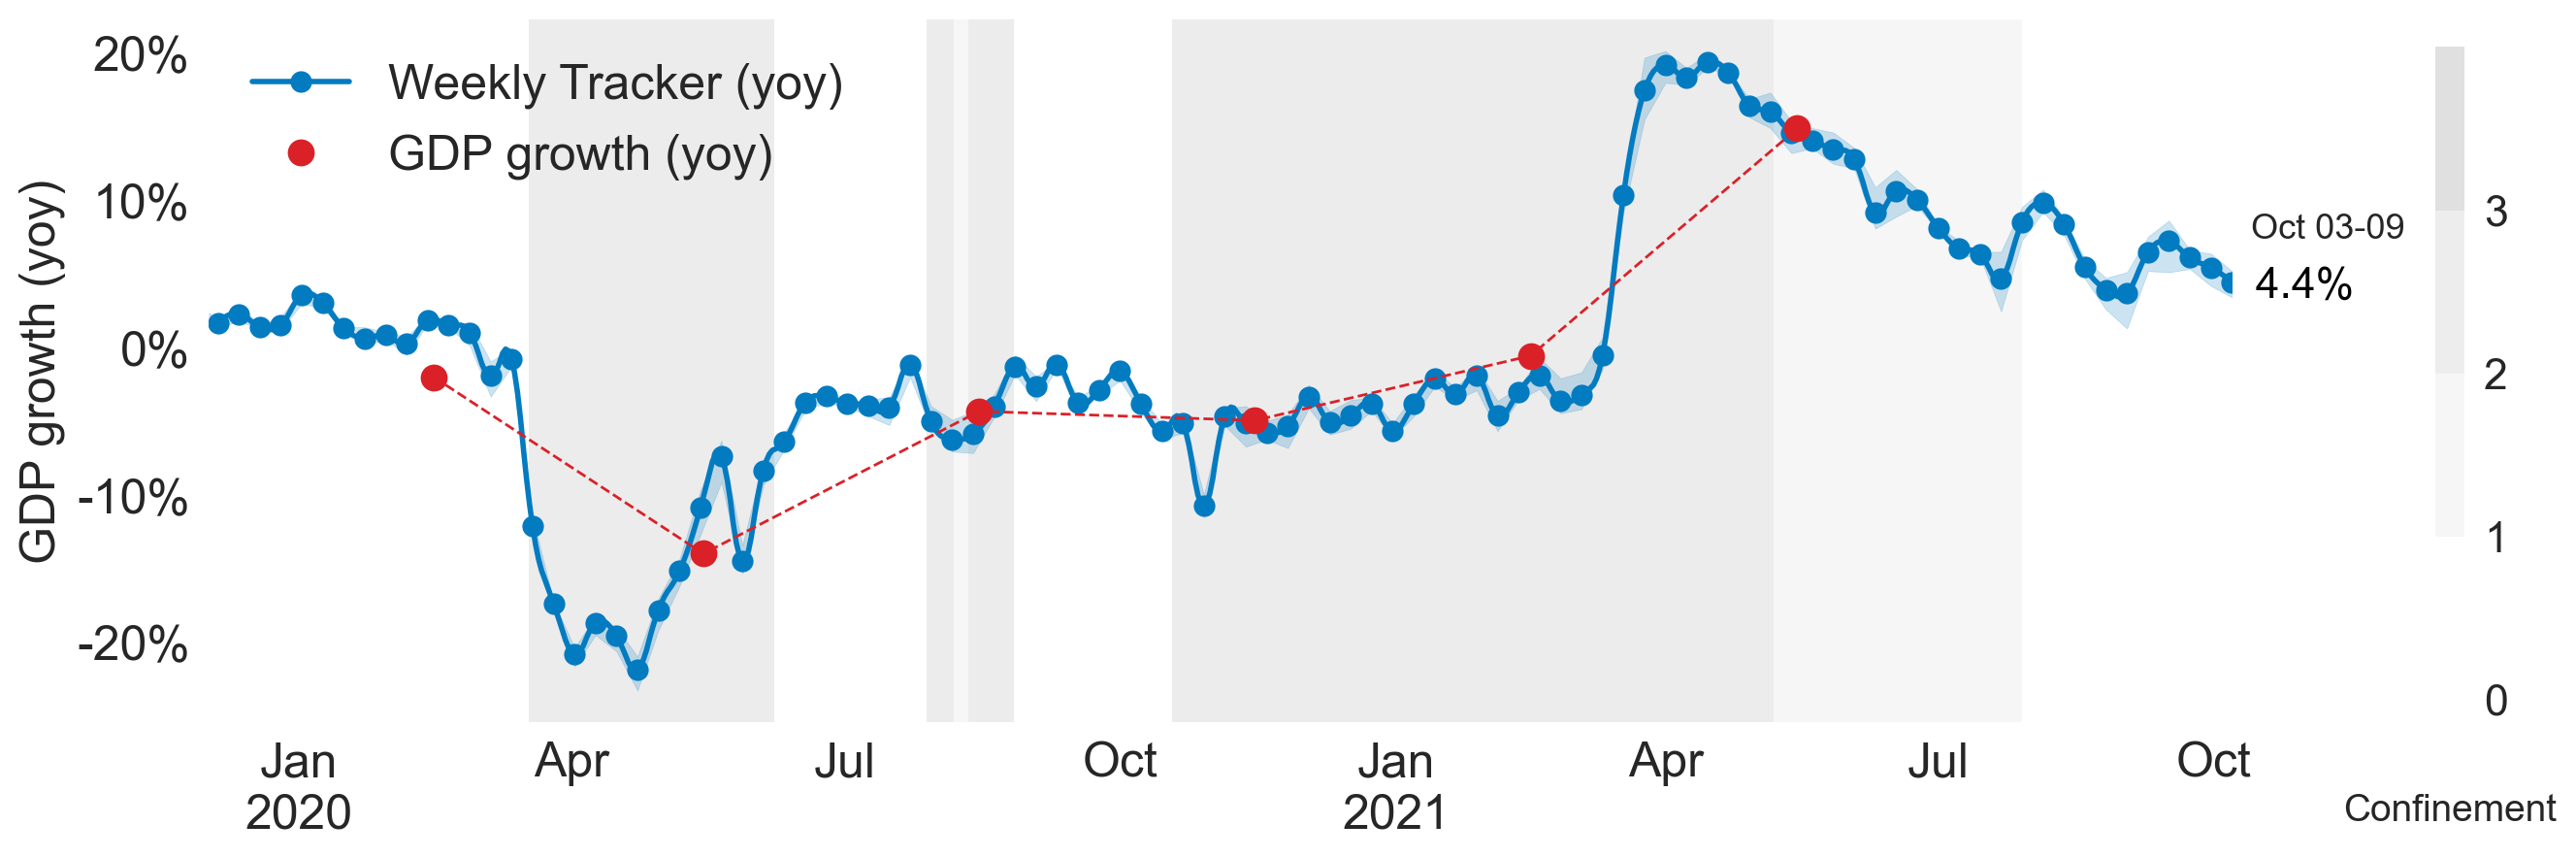 20%
10%
0%
-10%
-20%
GDP growth (yoy)
Weekly Tracker (yoy)
GDP growth (yoy)
Oct 03-09
4.4%
3
2
1
0
Jan Apr Jul Oct Jan Apr Jul Oct
2020 2021
Confinement